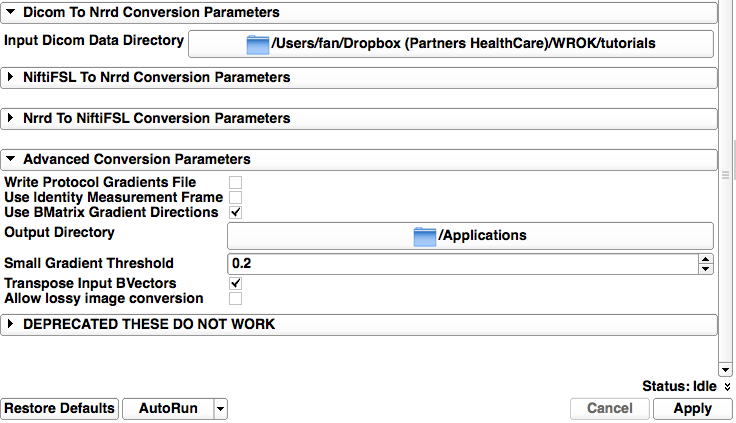 Dicom To Nrrd Conversion Parameters
Input Dicom Data Directory /Users/fan/Dropbox (Partners HealthCare)/WROK/tutorials
NiftiFSL To Nrrd Conversion Parameters
Nrrd To NiftiFSL Conversion Parameters
Advanced Conversion Parameters
Write Protocol Gradients File
Use Identity Measurement Frame
Use BMatrix Gradient Directions
Output Directory /Applications
Small Gradient Threshold 0.2
Transpose Input BVectors
Allow lossy image conversion
DEPRECATED THESE DO NOT WORK
Status: Idle
Restore Defaults AutoRun Cancel Apply